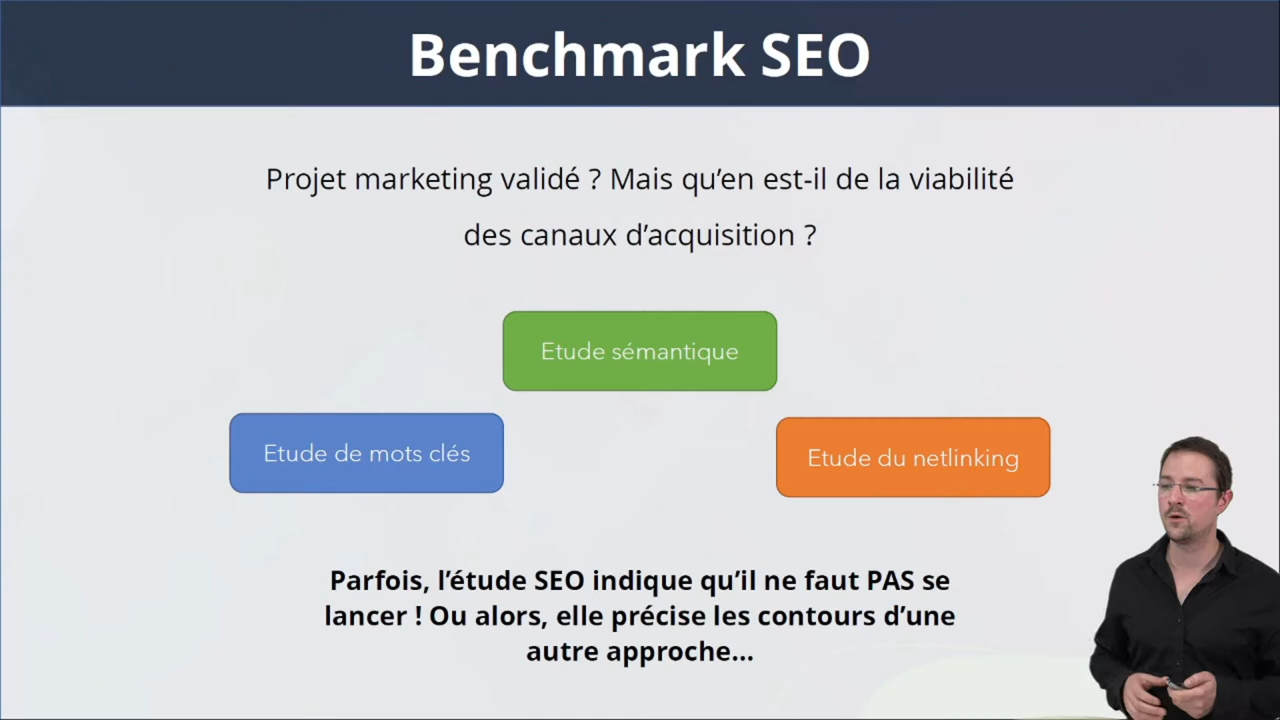 Benchmark SEO
Projet marketing validé ? Mais qu’en est-il de la viabilité
des canaux d’acquisition ?
Etude sémantique
Etude de mots clés
Etude du netlinking
Parfois, l’étude SEO indique qu’il ne faut PAS se
lancer ! Ou alors, elle précise les contours d’une
autre approche...